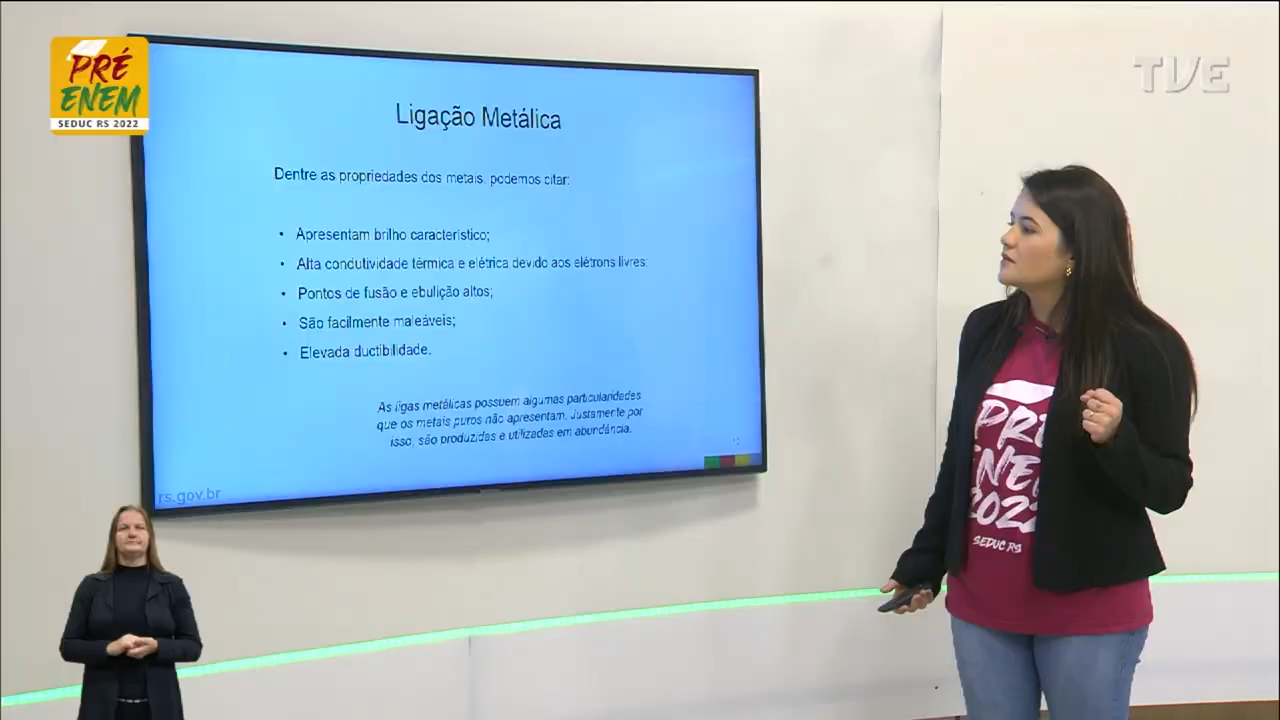 PRÉ
ENEM
SEDUC RS 2022
TVE
Ligação Metálica
Dentre as propriedades dos metais, podemos citar:
• Apresentam brilho característico;
• Alta condutividade térmica e elétrica devido aos elétrons livres.
• Pontos de fusão e ebulição altos;
• São facilmente maleáveis;
• Elevada ductibilidade.
As ligas metálicas possuem algumas particularidades
que os metais puros não apresentam. Justamente por
isso, são produzidas e utilizadas em abundância.
rs.gov.br
PRÉ
ENE
2022
SEDUC RS